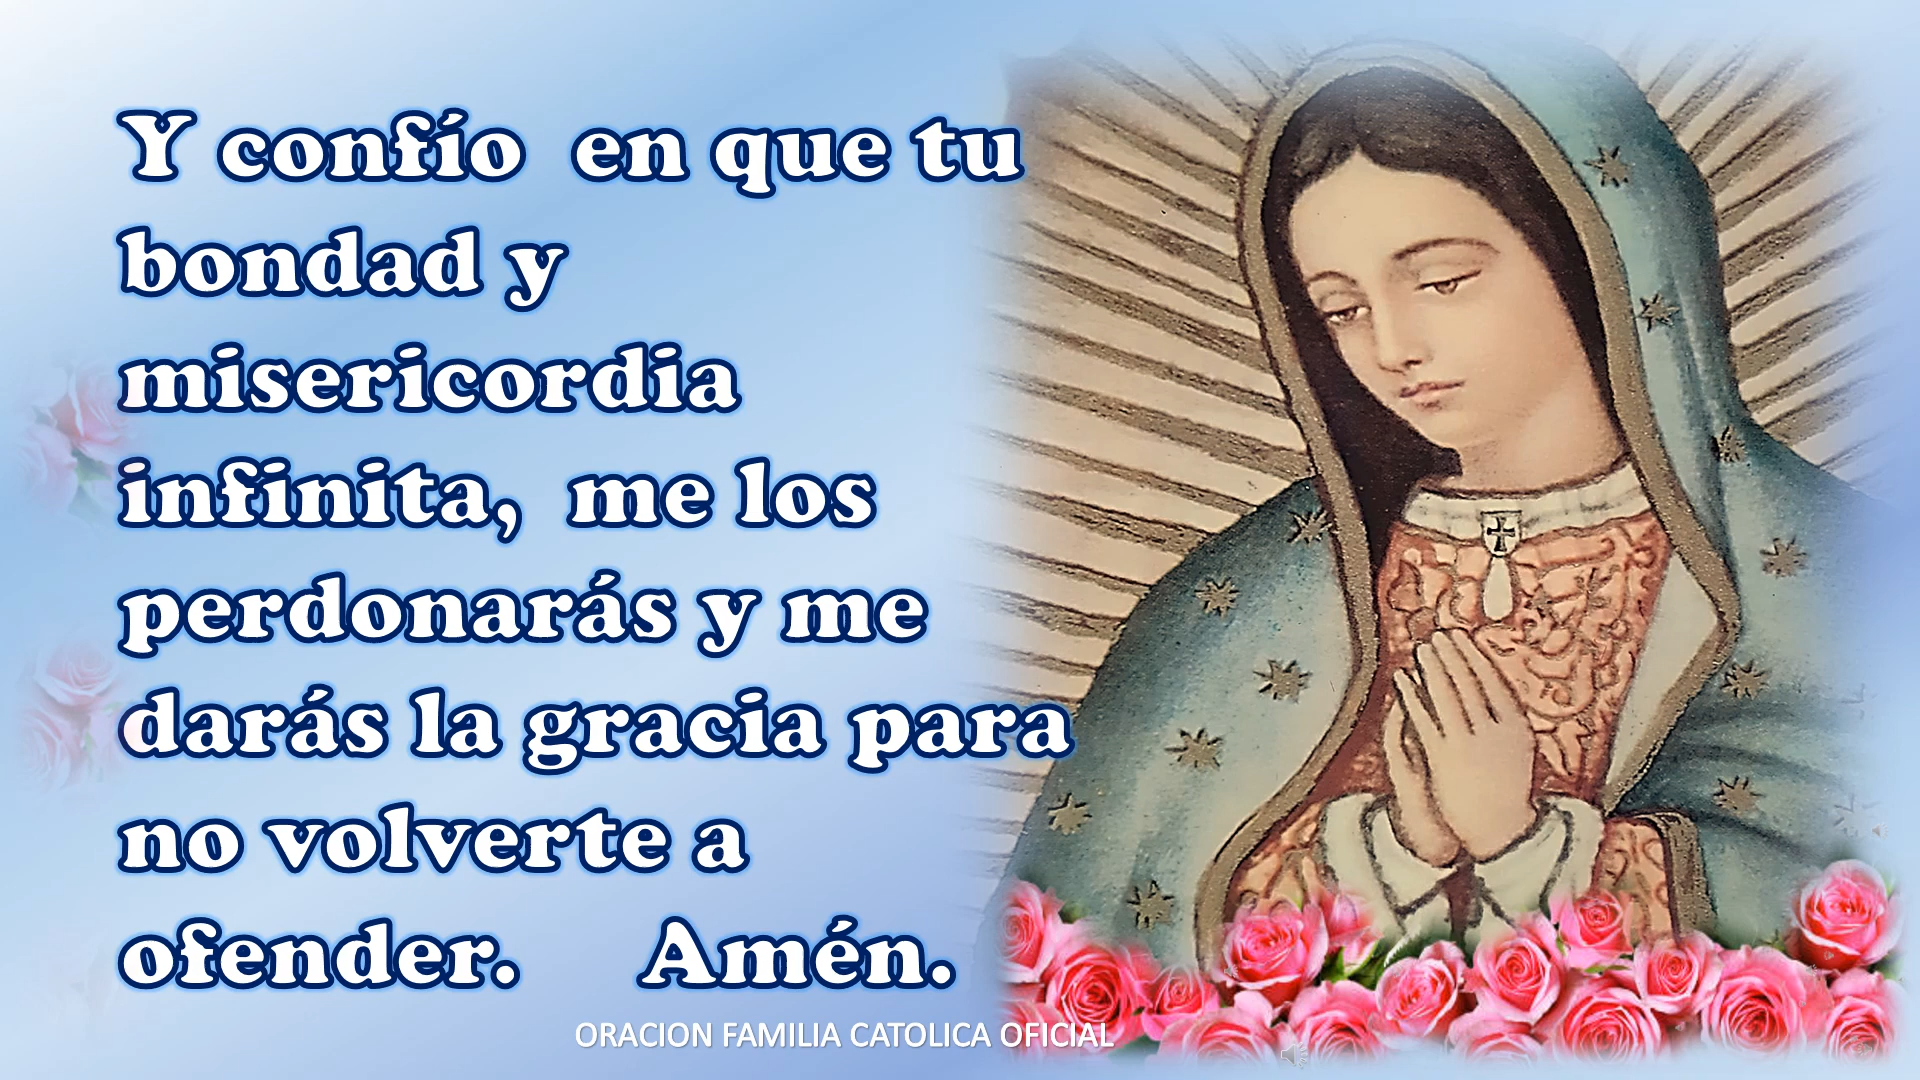 Y confío  en que tu
bondad y
misericordia
infinita,  me los
perdonarás y me
darás la gracia para
no volverte a
ofender.     Amén.
ORACION FAMILIA CATOLICA OFICIAL